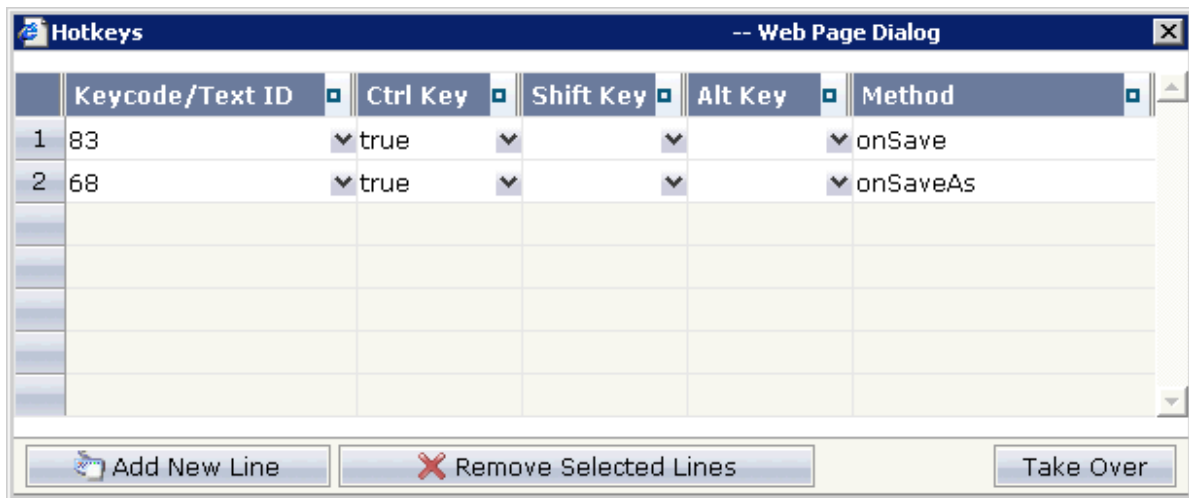 Hotkeys -- Web Page Dialog
Keycode/Text ID Ctrl Key Shift Key Alt Key Method
1 83 true onSave
2 68 true onSaveAs
Add New Line Remove Selected Lines Take Over